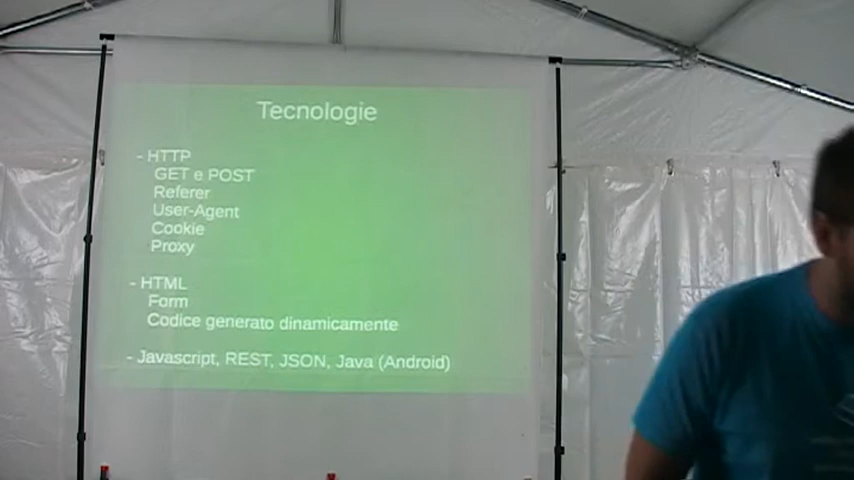 Tecnologie
- HTTP
GET e POST
Referer
User-Agent
Cookie
Proxy
- HTML
Form
Codice generato dinamicamente
- Javascript, REST, JSON, Java (Android)